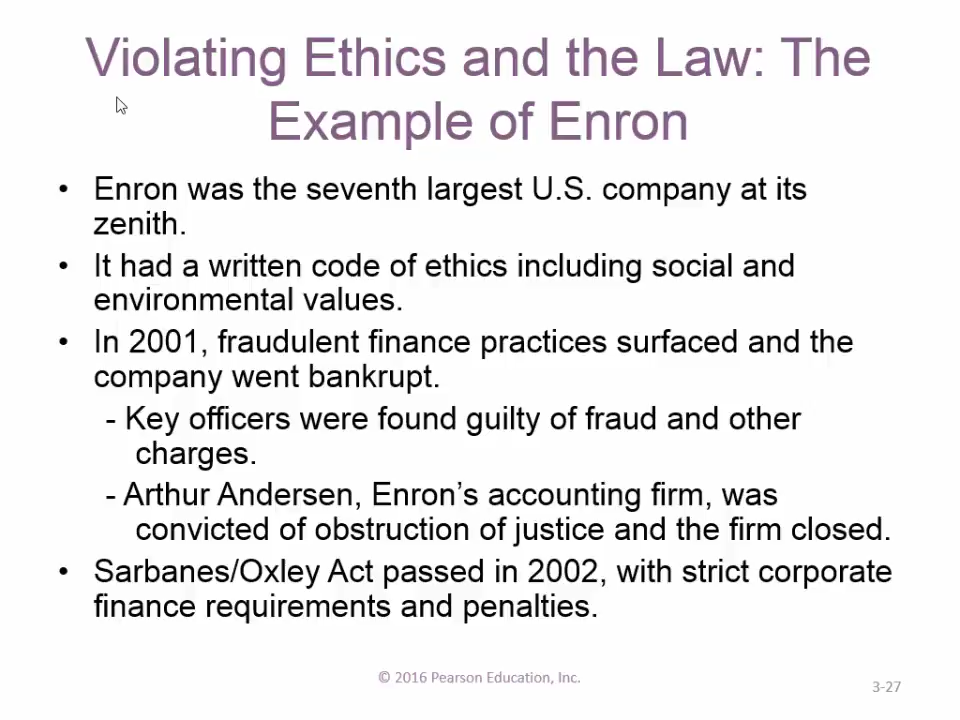 Violating Ethics and the Law: The
Example of Enron
• Enron was the seventh largest U.S. company at its
zenith.
• It had a written code of ethics including social and
environmental values.
• In 2001, fraudulent finance practices surfaced and the
company went bankrupt.
- Key officers were found guilty of fraud and other
charges.
- Arthur Andersen, Enron’s accounting firm, was
convicted of obstruction of justice and the firm closed.
• Sarbanes/Oxley Act passed in 2002, with strict corporate
finance requirements and penalties.
© 2016 Pearson Education, Inc.
3-27